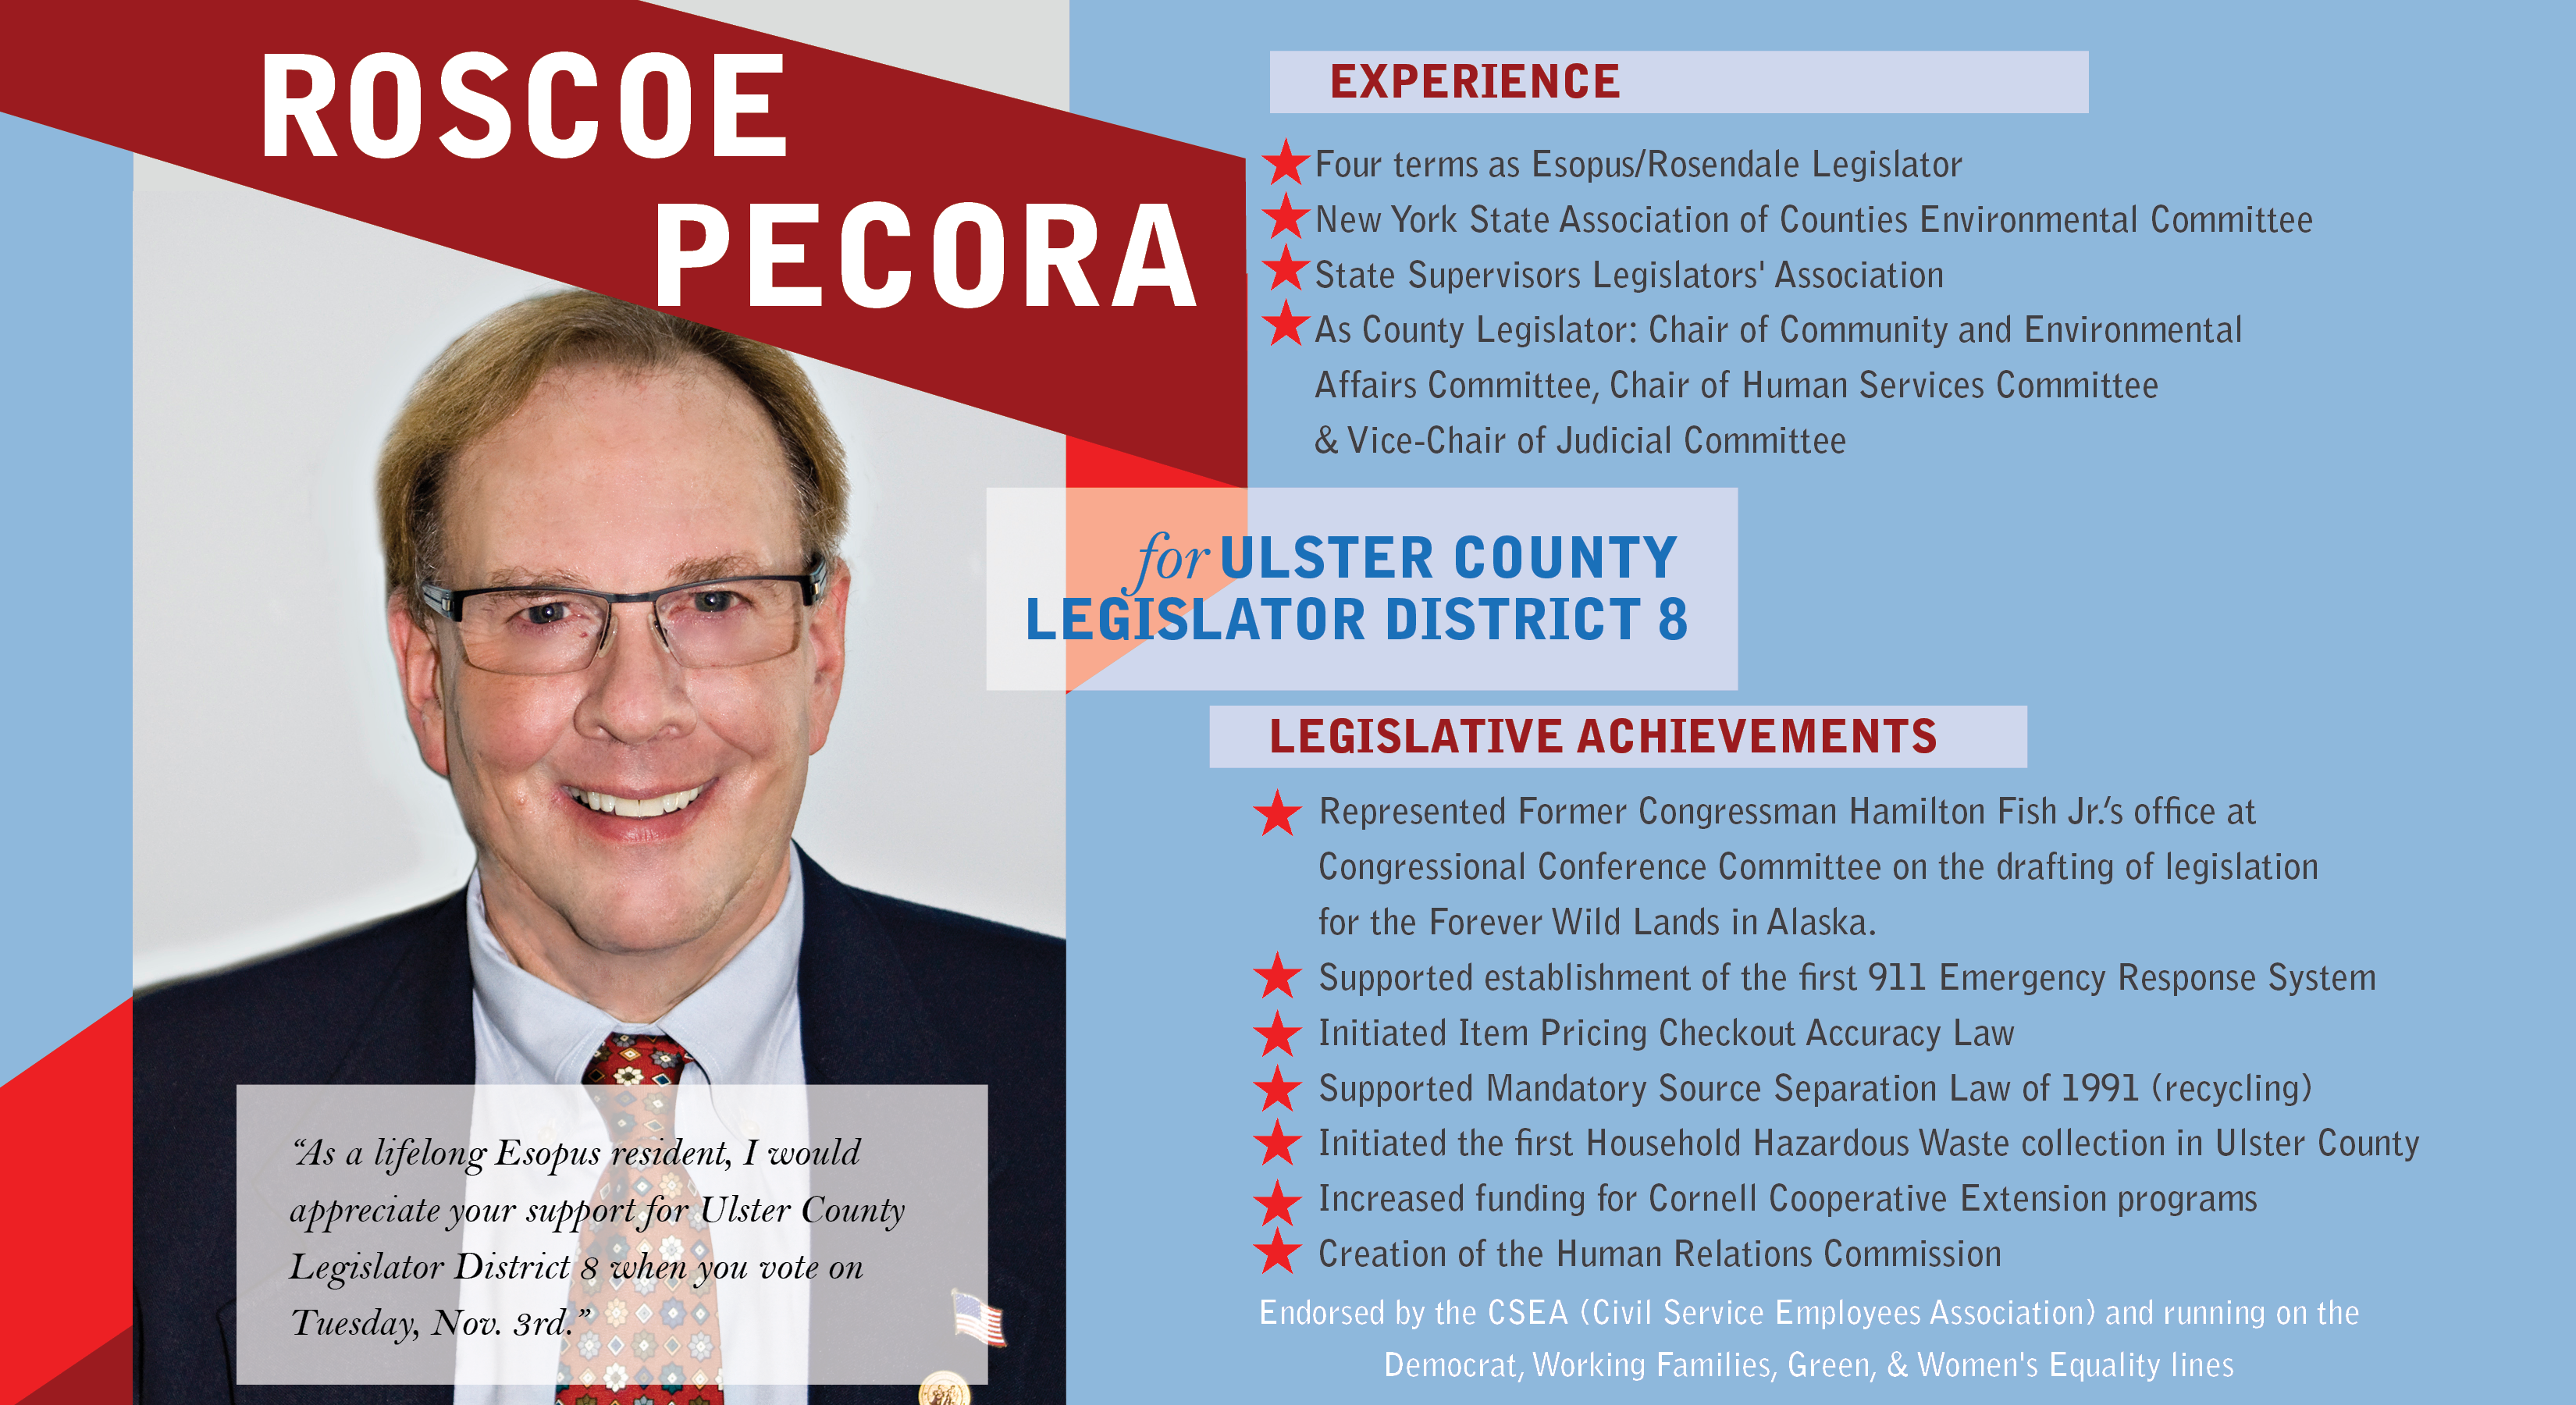 ROSCOE
PECORA
EXPERIENCE
Four terms as Esopus/Rosendale Legislator
New York State Association of Counties Environmental Committee
State Supervisors Legislators' Association
As County Legislator: Chair of Community and Environmental
Affairs Committee, Chair of Human Services Committee
& Vice-Chair of Judicial Committee
for ULSTER COUNTY
LEGISLATOR DISTRICT 8
LEGISLATIVE ACHIEVEMENTS
Represented Former Congressman Hamilton Fish Jr.’s office at
Congressional Conference Committee on the drafting of legislation
for the Forever Wild Lands in Alaska.
Supported establishment of the first 911 Emergency Response System
Initiated Item Pricing Checkout Accuracy Law
Supported Mandatory Source Separation Law of 1991 (recycling)
Initiated the first Household Hazardous Waste collection in Ulster County
Increased funding for Cornell Cooperative Extension programs
Creation of the Human Relations Commission
Endorsed by the CSEA (Civil Service Employees Association) and running on the
Democrat, Working Families, Green, & Women's Equality lines
“As a lifelong Esopus resident, I would
appreciate your support for Ulster County
Legislator District 8 when you vote on
Tuesday, Nov. 3rd.”